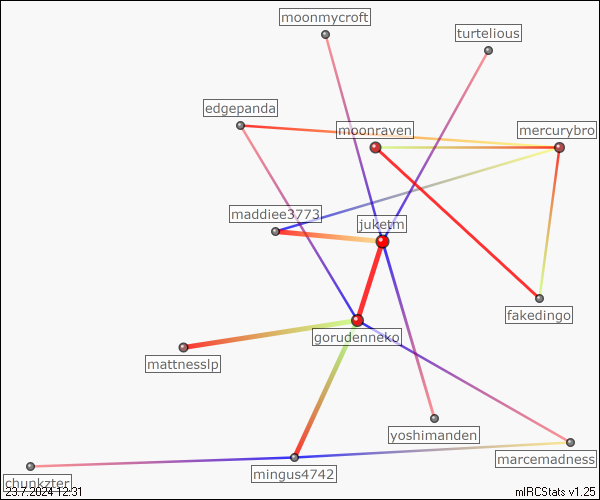 moonmycroft
turtelious
edgepanda
moonraven
mercurybro
maddiee3773
juketm
fakedingo
gorudenneko
mattnesslp
yoshimanden
marcemadness
mingus4742
chunkzter
23.7.2024 12:31
mIRCStats v1.25